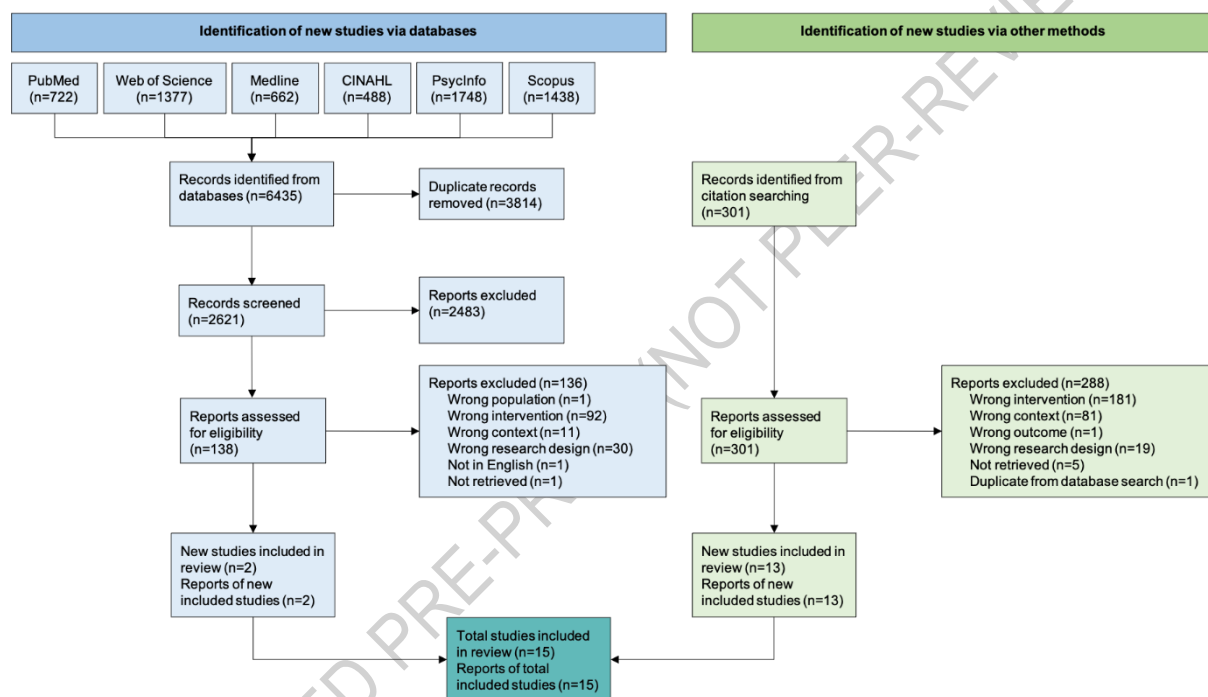 Identification of new studies via databases
Identification of new studies via other methods
PubMed
(n=722)
Web of Science
(n=1377)
Medline
(n=662)
CINAHL
(n=488)
PsycInfo
(n=1748)
Scopus
(n=1438)
Records identified from
databases (n=6435)
Duplicate records
removed (n=3814)
Records identified from
citation searching
(n=301)
Records screened
(n=2621)
Reports excluded
(n=2483)
Reports assessed
for eligibility
(n=138)
Reports excluded (n=136)
Wrong population (n=1)
Wrong intervention (n=92)
Wrong context (n=11)
Wrong research design (n=30)
Not in English (n=1)
Not retrieved (n=1)
Reports assessed
for eligibility
(n=301)
Reports excluded (n=288)
Wrong intervention (n=181)
Wrong context (n=81)
Wrong outcome (n=1)
Wrong research design (n=19)
Not retrieved (n=5)
Duplicate from database search (n=1)
New studies included in
review (n=2)
Reports of new
included studies (n=2)
New studies included in
review (n=13)
Reports of new
included studies (n=13)
Total studies included
in review (n=15)
Reports of total
included studies (n=15)